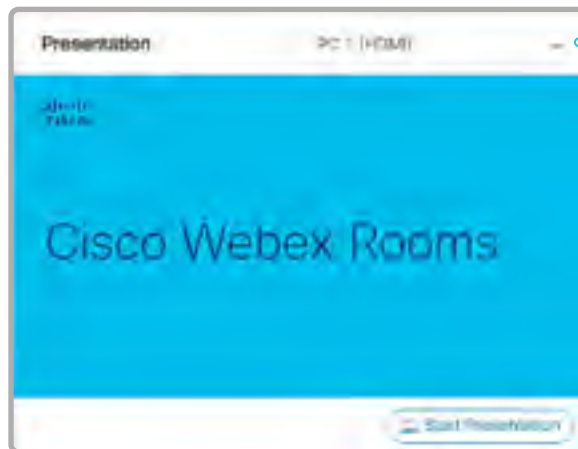 Presentation PC 1 (HDMI)
Cisco Webex Rooms
Start Presentation